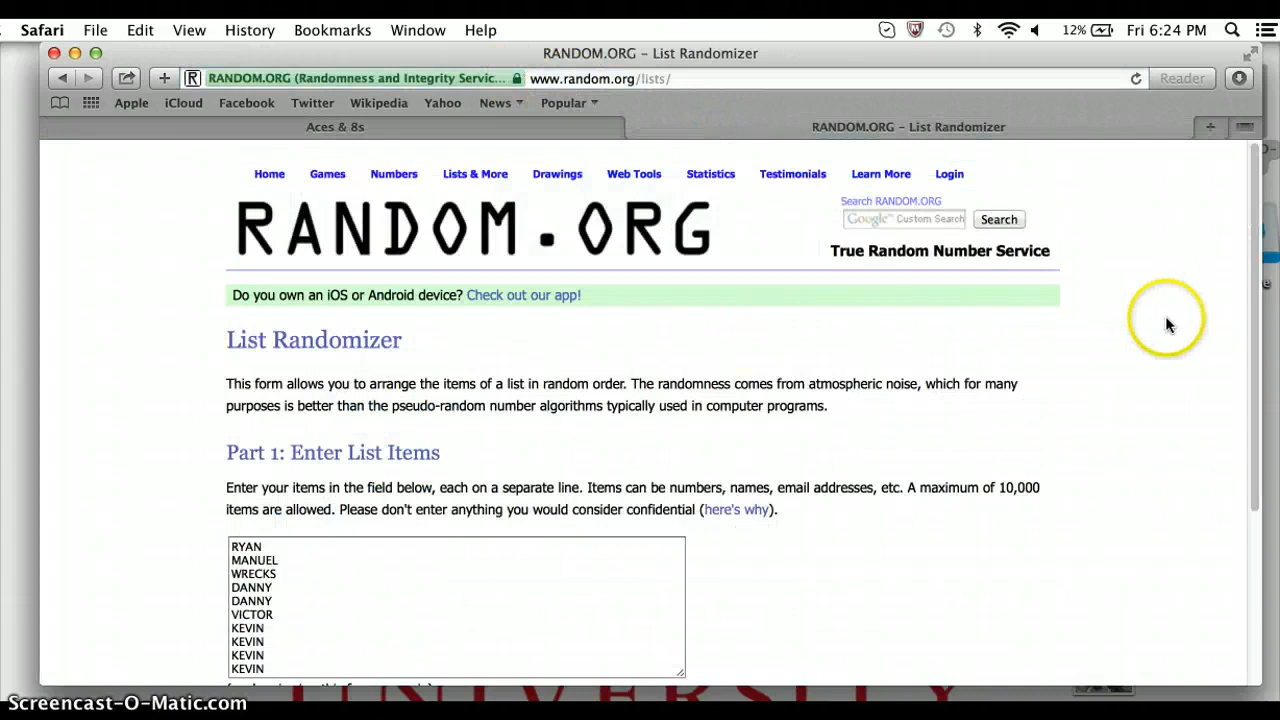 Safari File Edit View History Bookmarks Window Help 12% Fri 6:24 PM
RANDOM.ORG – List Randomizer
R RANDOM.ORG (Randomness and Integrity Servic... www.random.org/lists/ Reader
Apple iCloud Facebook Twitter Wikipedia Yahoo News Popular
Aces & 8s RANDOM.ORG – List Randomizer
Home Games Numbers Lists & More Drawings Web Tools Statistics Testimonials Learn More Login
RANDOM.ORG
Search RANDOM.ORG
Google™ Custom Search Search
True Random Number Service
Do you own an iOS or Android device? Check out our app!
List Randomizer
This form allows you to arrange the items of a list in random order. The randomness comes from atmospheric noise, which for many
purposes is better than the pseudo-random number algorithms typically used in computer programs.
Part 1: Enter List Items
Enter your items in the field below, each on a separate line. Items can be numbers, names, email addresses, etc. A maximum of 10,000
items are allowed. Please don't enter anything you would consider confidential (here's why).
RYAN
MANUEL
WRECKS
DANNY
DANNY
VICTOR
KEVIN
KEVIN
KEVIN
KEVIN
UNIVERSITY
Screencast-O-Matic.com